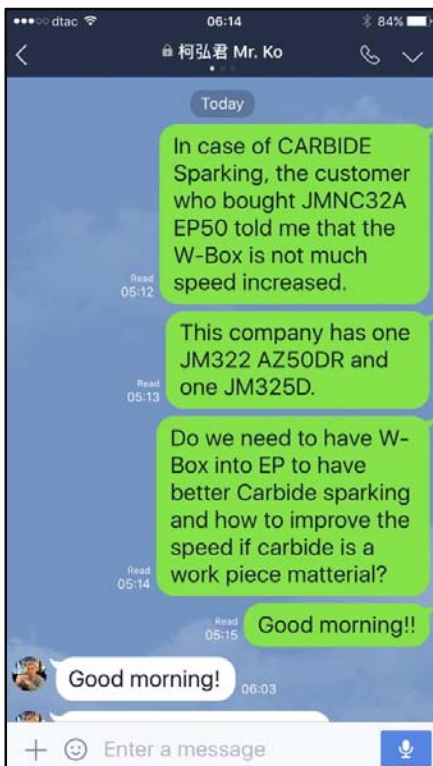 dtac 06:14 84%
柯弘君 Mr. Ko
Today
In case of CARBIDE
Sparking, the customer
who bought JMNC32A
EP50 told me that the
W-Box is not much
speed increased.
Read
05:12
This company has one
JM322 AZ50DR and
one JM325D.
Read
05:13
Do we need to have W-
Box into EP to have
better Carbide sparking
and how to improve the
speed if carbide is a
work piece matterial?
Read
05:14
Good morning!!
Read
05:15
Good morning!
06:03
Enter a message